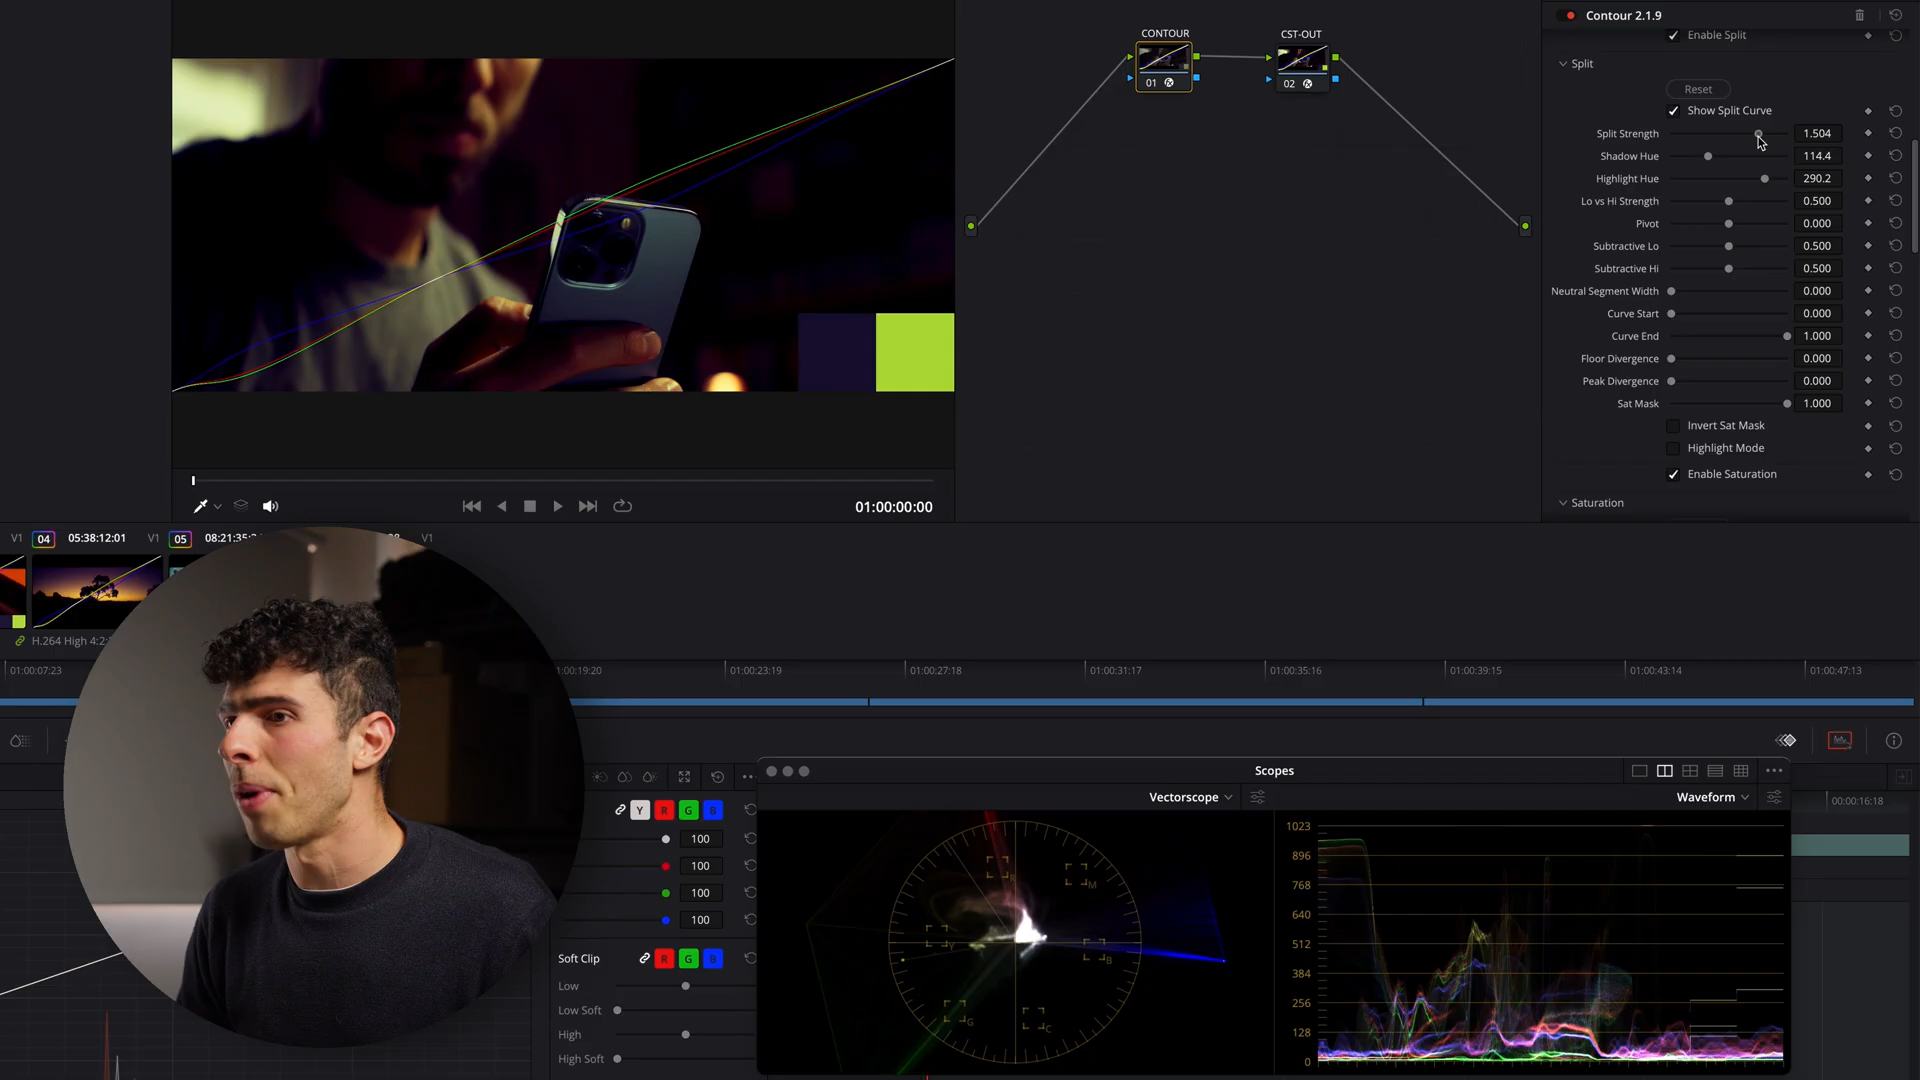 CONTOUR
CST-OUT
01
02
Contour 2.1.9
Enable Split
Split
Reset
Show Split Curve
Split Strength 1.504
Shadow Hue 114.4
Highlight Hue 290.2
Lo vs Hi Strength 0.500
Pivot 0.000
Subtractive Lo 0.500
Subtractive Hi 0.500
Neutral Segment Width 0.000
Curve Start 0.000
Curve End 1.000
Floor Divergence 0.000
Peak Divergence 0.000
Sat Mask 1.000
Invert Sat Mask
Highlight Mode
Enable Saturation
Saturation
01:00:00:00
V1 04 05:38:12:01 V1 05 08:21:35: V1
H.264 High 4:2:
01:00:07:23 :00:19:20 01:00:23:19 01:00:27:18 01:00:31:17 01:00:35:16 01:00:39:15 01:00:43:14 01:00:47:13
Scopes
Vectorscope
Waveform
00:00:16:18
Y R G B
100
100
100
100
Soft Clip R G B
Low
Low Soft
High
High Soft
R
M
Y
B
G
C
1023
896
768
640
512
384
256
128
0